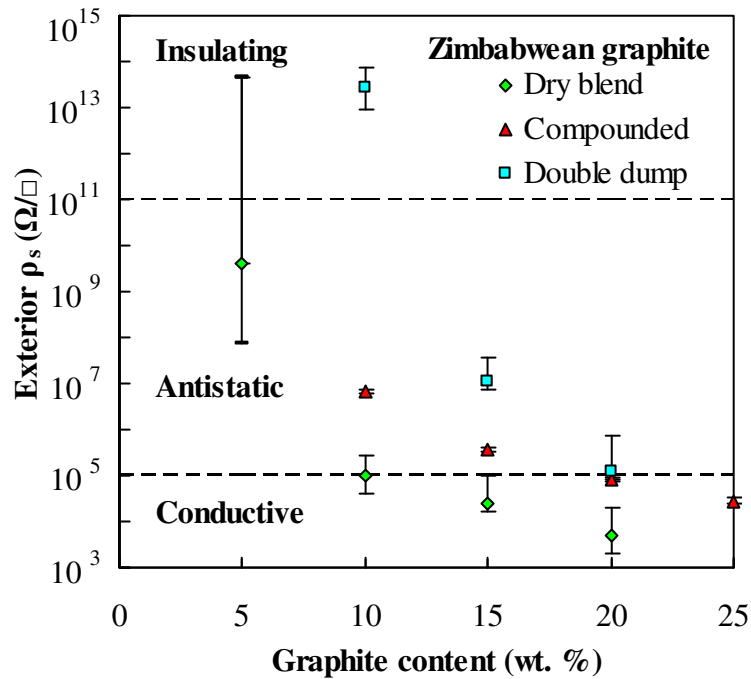 Exterior ρs (Ω/□)
10^15
10^13
10^11
10^9
10^7
10^5
10^3
Insulating
Antistatic
Conductive
Zimbabwean graphite
Dry blend
Compounded
Double dump
0 5 10 15 20 25
Graphite content (wt. %)